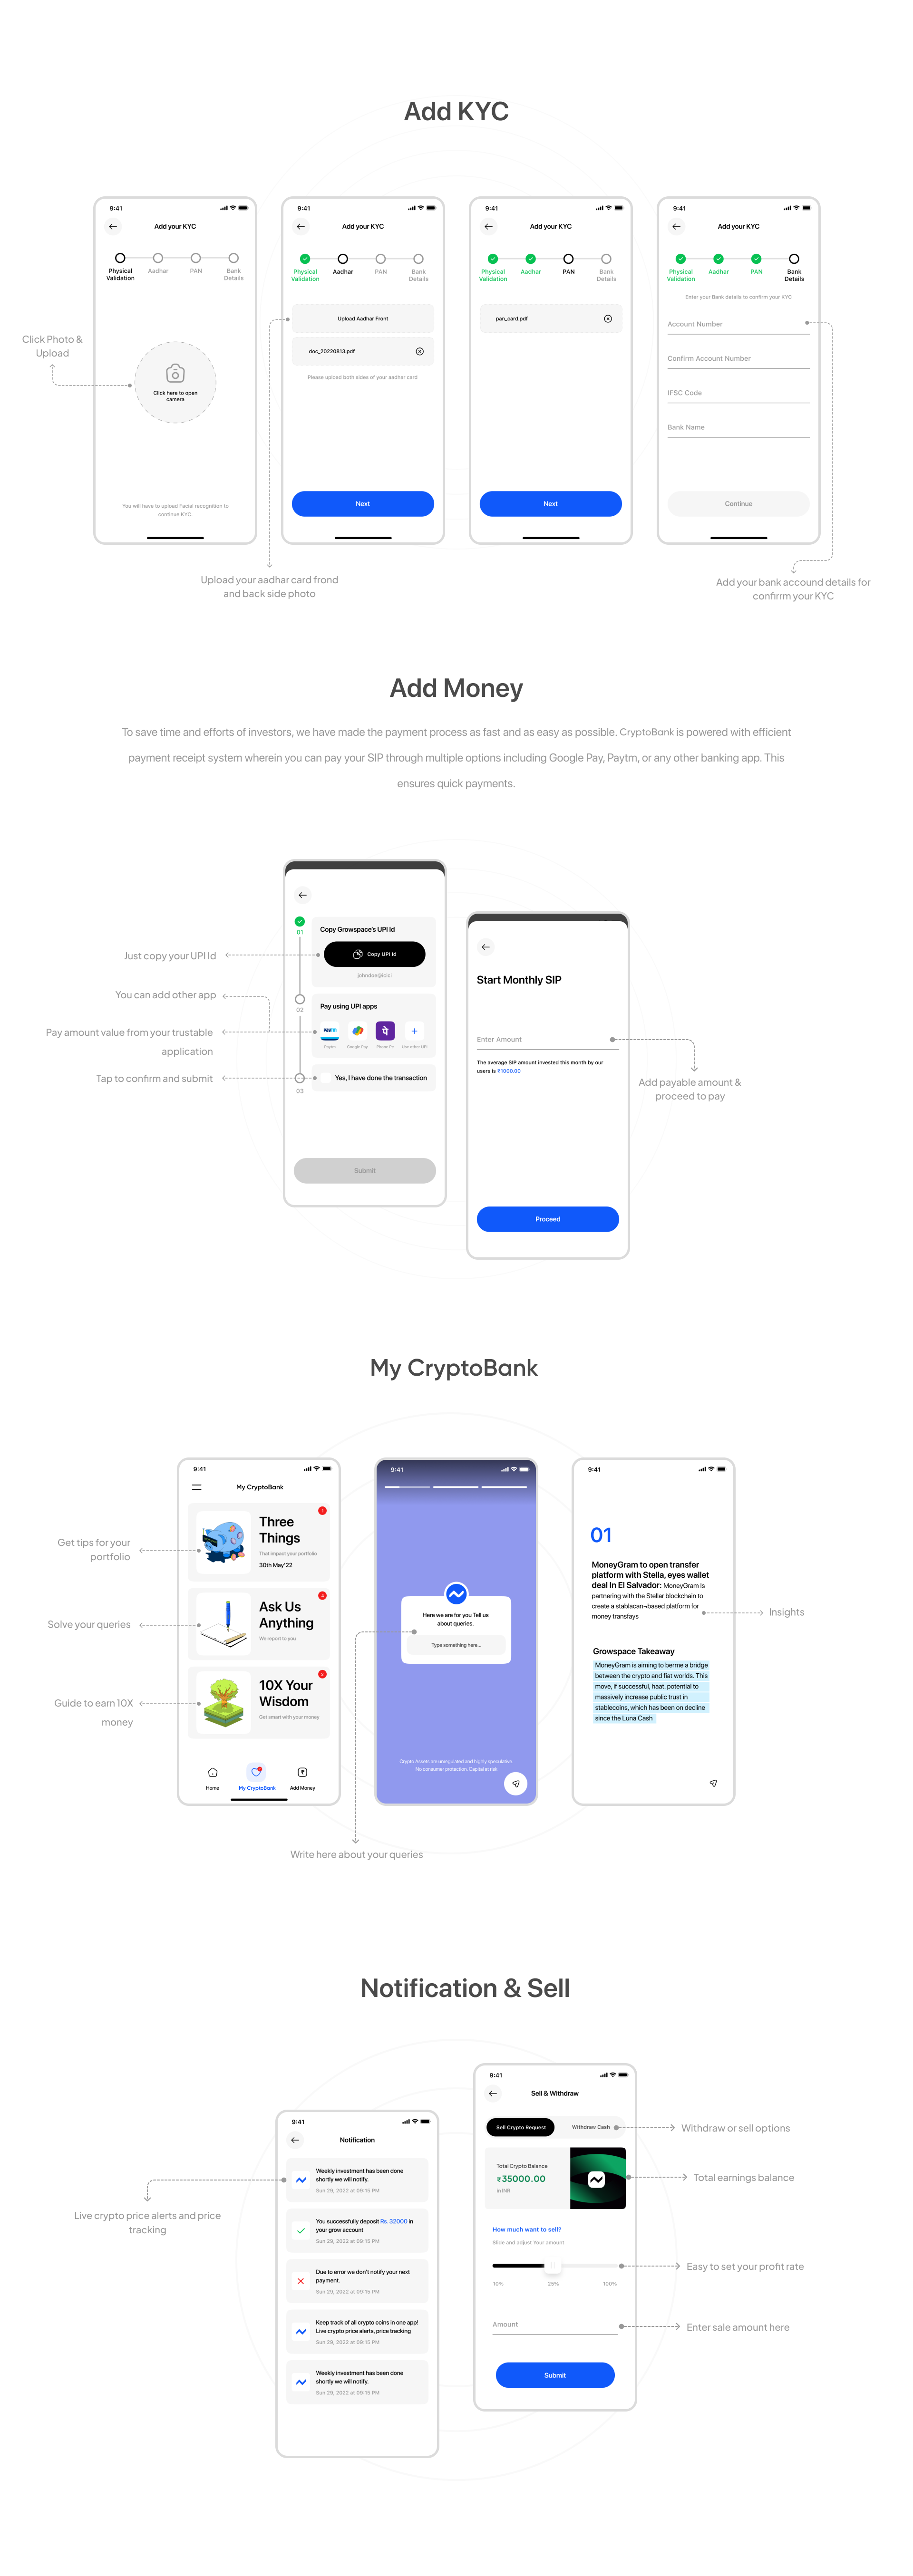 Add KYC
9:41
Add your KYC
Physical
Validation
Aadhar
PAN
Bank
Details
Click here to open
camera
You will have to upload Facial recognition to
continue KYC.
Click Photo &
Upload
9:41
Add your KYC
Physical
Validation
Aadhar
PAN
Bank
Details
Upload Aadhar Front
doc_20220813.pdf
Please upload both sides of your aadhar card
Next
Upload your aadhar card frond
and back side photo
9:41
Add your KYC
Physical
Validation
Aadhar
PAN
Bank
Details
pan_card.pdf
Next
9:41
Add your KYC
Physical
Validation
Aadhar
PAN
Bank
Details
Enter your Bank details to confirm your KYC
Account Number
Confirm Account Number
IFSC Code
Bank Name
Continue
Add your bank accound details for
confirrm your KYC
Add Money
To save time and efforts of investors, we have made the payment process as fast and as easy as possible. CryptoBank is powered with efficient
payment receipt system wherein you can pay your SIP through multiple options including Google Pay, Paytm, or any other banking app. This
ensures quick payments.
01
Copy Growspace's UPI Id
Copy UPI Id
johndoe@icici
02
Pay using UPI apps
Paytm
Paytm
Google Pay
Phone Pe
Use other UPI
Yes, I have done the transaction
03
Submit
Just copy your UPI Id
You can add other app
Pay amount value from your trustable
application
Tap to confirm and submit
Start Monthly SIP
Enter Amount
The average SIP amount invested this month by our
users is ₹1000.00
Proceed
Add payable amount &
proceed to pay
My CryptoBank
9:41
My CryptoBank
Three
Things
That impact your portfolio
30th May'22
Ask Us
Anything
We report to you
10X Your
Wisdom
Get smart with your money
Home
My CryptoBank
Add Money
Get tips for your
portfolio
Solve your queries
Guide to earn 10X
money
9:41
Here we are for you Tell us
about queries.
Type something here...
Crypto Assets are unregulated and highly speculative.
No consumer protection. Capital at risk
Write here about your queries
9:41
01
MoneyGram to open transfer
platform with Stella, eyes wallet
deal In El Salvador: MoneyGram Is
partnering with the Stellar blockchain to
create a stablacan¬based platform for
money transfays
Growspace Takeaway
MoneyGram is aiming to berme a bridge
between the crypto and fiat worlds. This
move, if successful, haat. potential to
massively increase public trust in
stablecoins, which has been on decline
since the Luna Cash
Insights
Notification & Sell
9:41
Notification
Weekly investment has been done
shortly we will notify.
Sun 29, 2022 at 09:15 PM
You successfully deposit Rs. 32000 in
your grow account
Sun 29, 2022 at 09:15 PM
Due to error we don't notify your next
payment.
Sun 29, 2022 at 09:15 PM
Keep track of all crypto coins in one app!
Live crypto price alerts, price tracking
Sun 29, 2022 at 09:15 PM
Weekly investment has been done
shortly we will notify.
Sun 29, 2022 at 09:15 PM
Live crypto price alerts and price
tracking
9:41
Sell & Withdraw
Sell Crypto Request
Withdraw Cash
Total Crypto Balance
₹35000.00
in INR
How much want to sell?
Slide and adjust Your amount
10%
25%
100%
Amount
Submit
Withdraw or sell options
Total earnings balance
Easy to set your profit rate
Enter sale amount here